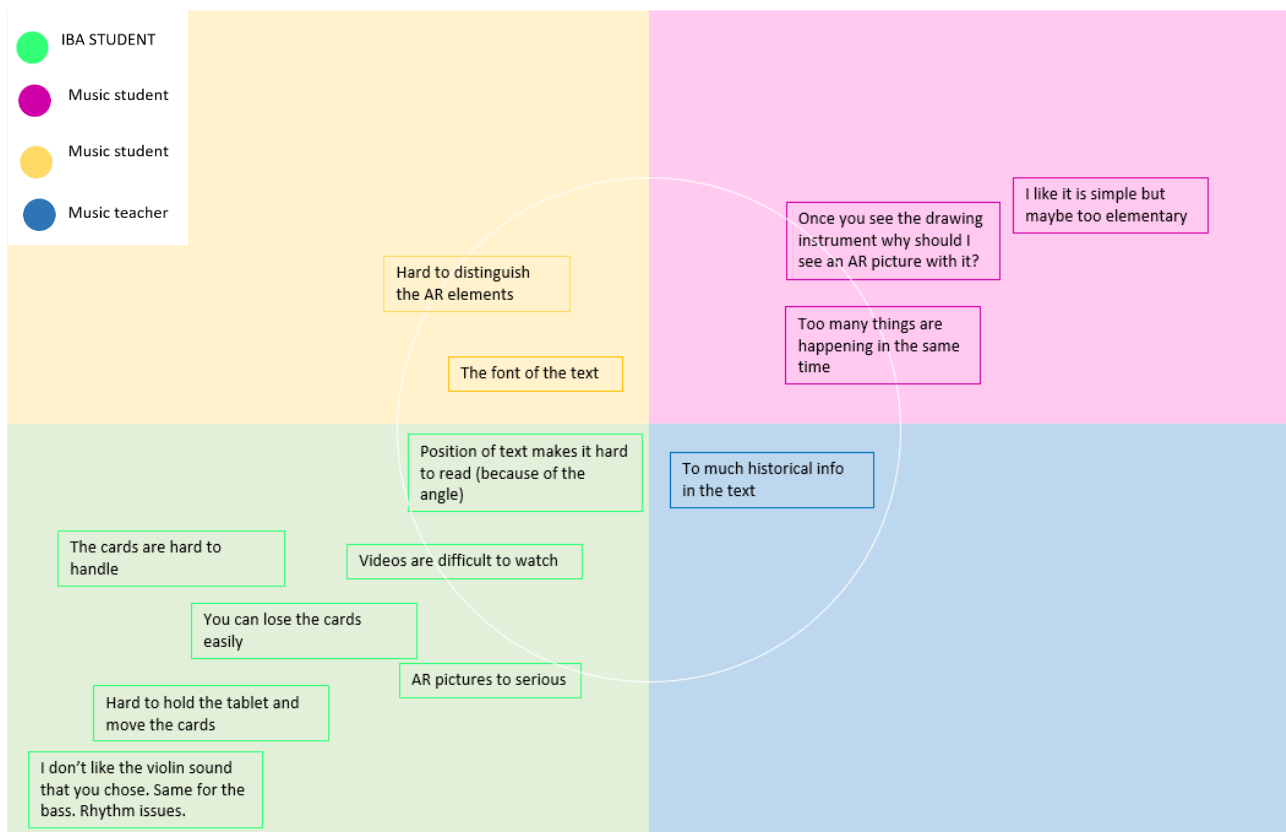 IBA STUDENT
Music student
Music student
Music teacher
I like it is simple but
maybe too elementary
Once you see the drawing
instrument why should I
see an AR picture with it?
Hard to distinguish
the AR elements
Too many things are
happening in the same
time
The font of the text
Position of text makes it hard
to read (because of the
angle)
To much historical info
in the text
The cards are hard to
handle
Videos are difficult to watch
You can lose the cards
easily
AR pictures to serious
Hard to hold the tablet and
move the cards
I don’t like the violin sound
that you chose. Same for the
bass. Rhythm issues.